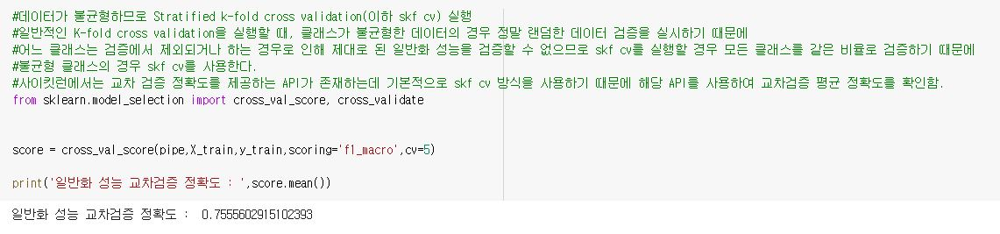 #데이터가 불균형하므로 Stratified k-fold cross validation(이하 skf cv) 실행
#일반적인 K-fold cross validation을 실행할 때, 클래스가 불균형한 데이터의 경우 정말 랜덤한 데이터 검증을 실시하기 때문에
#어느 클래스는 검증에서 제외되거나 하는 경우로 인해 제대로 된 일반화 성능을 검증할 수 없으므로 skf cv를 실행할 경우 모든 클래스를 같은 비율로 검증하기 때문에
#불균형 클래스의 경우 skf cv를 사용한다.
#사이킷런에서는 교차 검증 정확도를 제공하는 API가 존재하는데 기본적으로 skf cv 방식을 사용하기 때문에 해당 API를 사용하여 교차검증 평균 정확도를 확인함.
from sklearn.model_selection import cross_val_score, cross_validate
score = cross_val_score(pipe,X_train,y_train,scoring='f1_macro',cv=5)
print('일반화 성능 교차검증 정확도 : ',score.mean())
일반화 성능 교차검증 정확도 :  0.7555602915102393